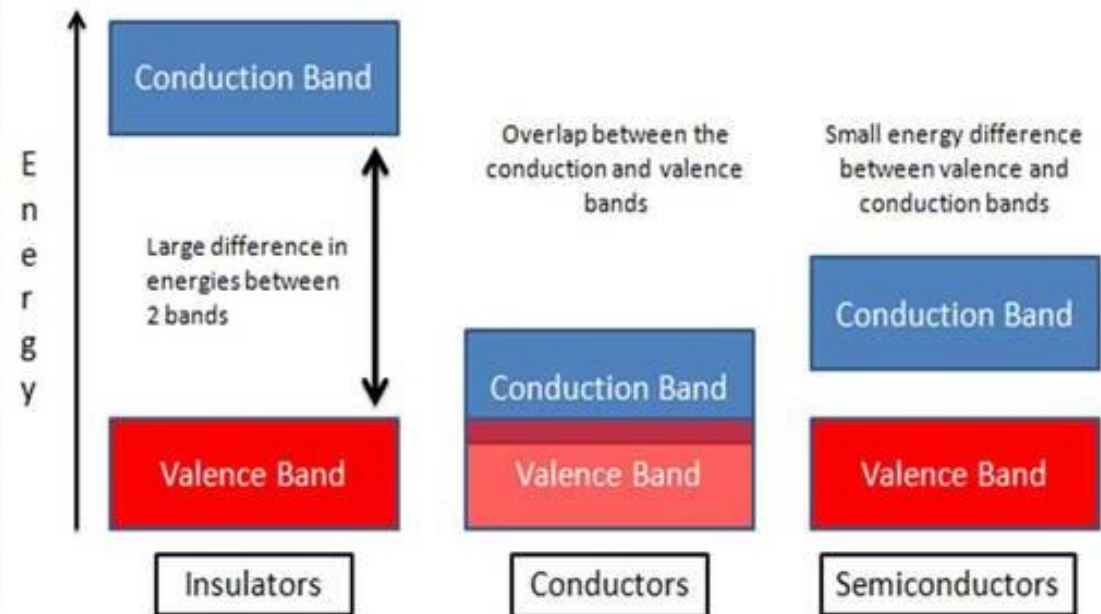 Energy
Conduction Band
Large difference in
energies between
2 bands
Valence Band
Insulators
Overlap between the
conduction and valence
bands
Conduction Band
Valence Band
Conductors
Small energy difference
between valence and
conduction bands
Conduction Band
Valence Band
Semiconductors